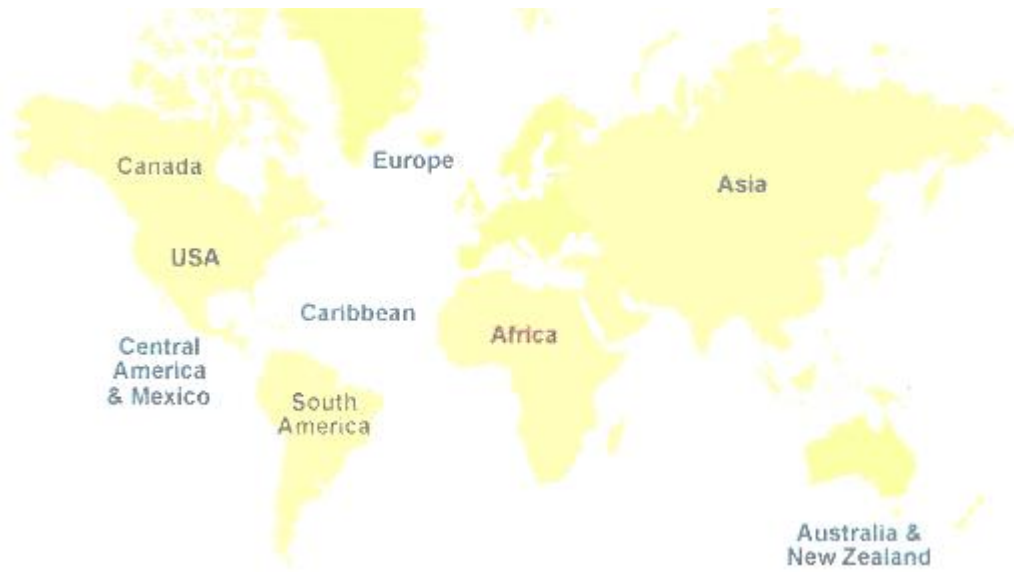 Canada
Europe
Asia
USA
Caribbean
Africa
Central
America
& Mexico
South
America
Australia &
New Zealand